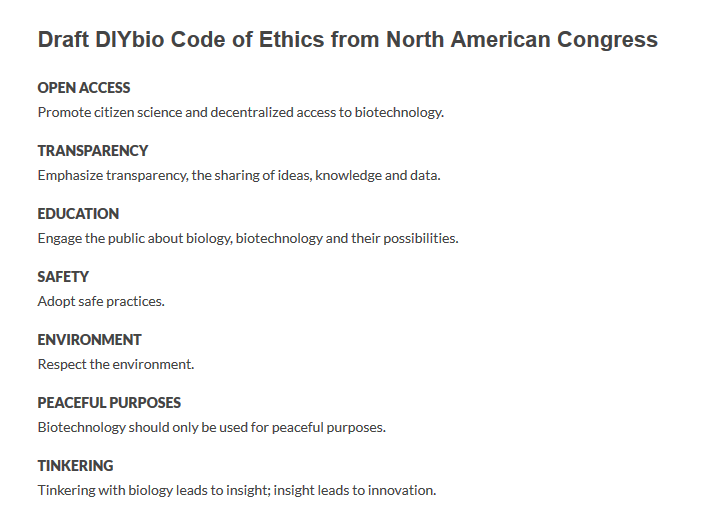 Draft DIYbio Code of Ethics from North American Congress
OPEN ACCESS
Promote citizen science and decentralized access to biotechnology.
TRANSPARENCY
Emphasize transparency, the sharing of ideas, knowledge and data.
EDUCATION
Engage the public about biology, biotechnology and their possibilities.
SAFETY
Adopt safe practices.
ENVIRONMENT
Respect the environment.
PEACEFUL PURPOSES
Biotechnology should only be used for peaceful purposes.
TINKERING
Tinkering with biology leads to insight; insight leads to innovation.